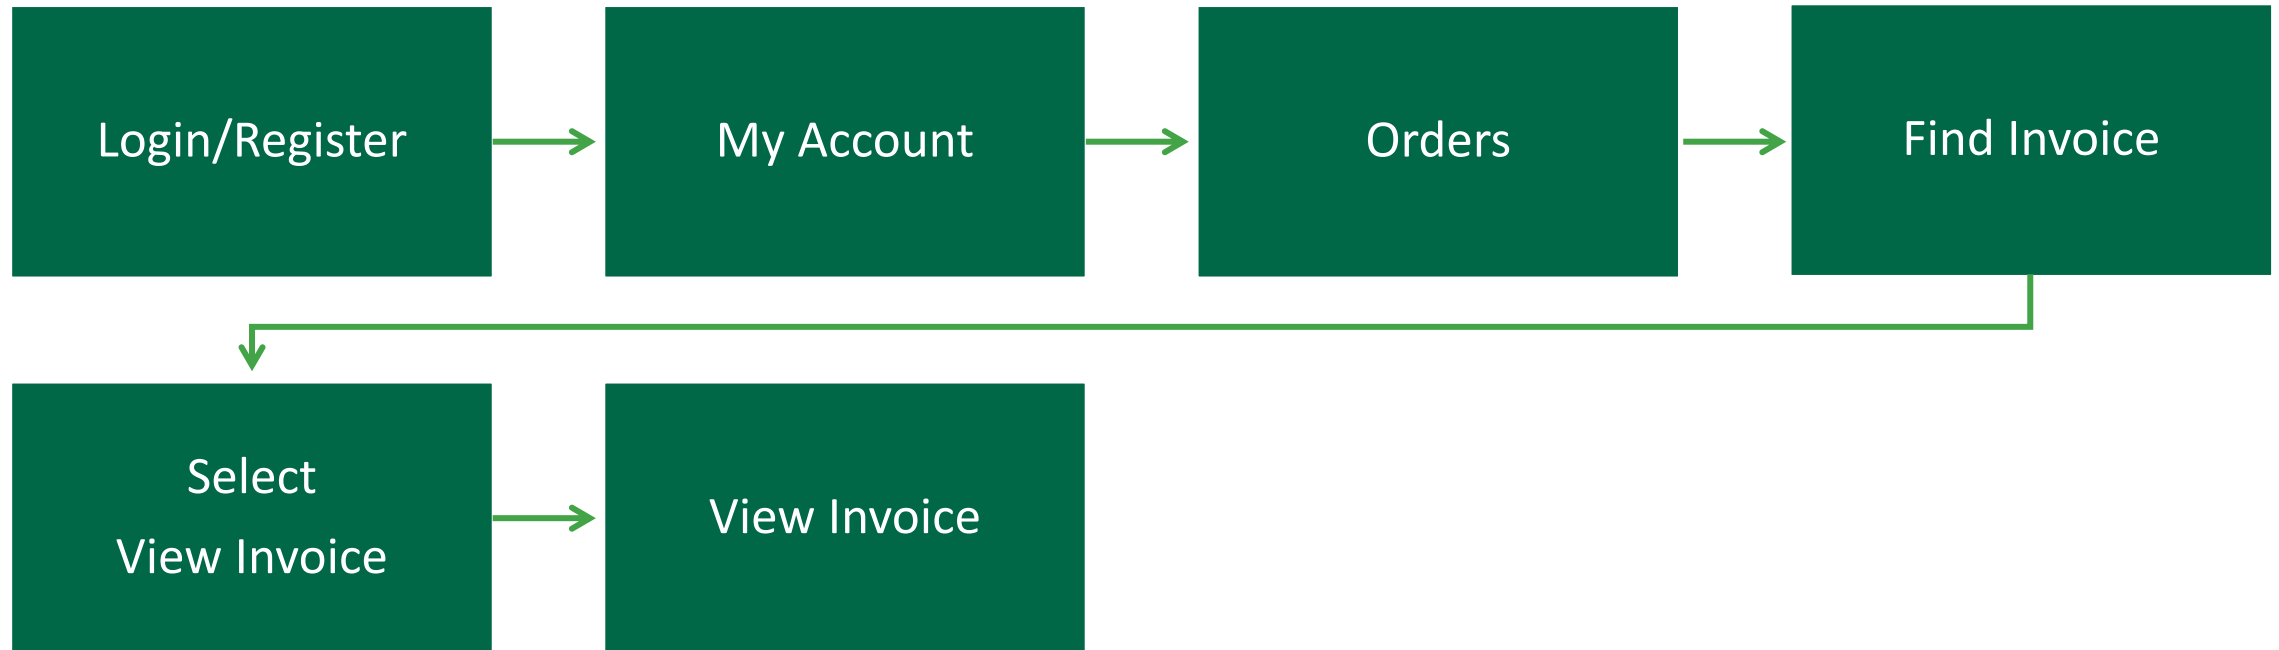 Login/Register
My Account
Orders
Find Invoice
Select
View Invoice
View Invoice